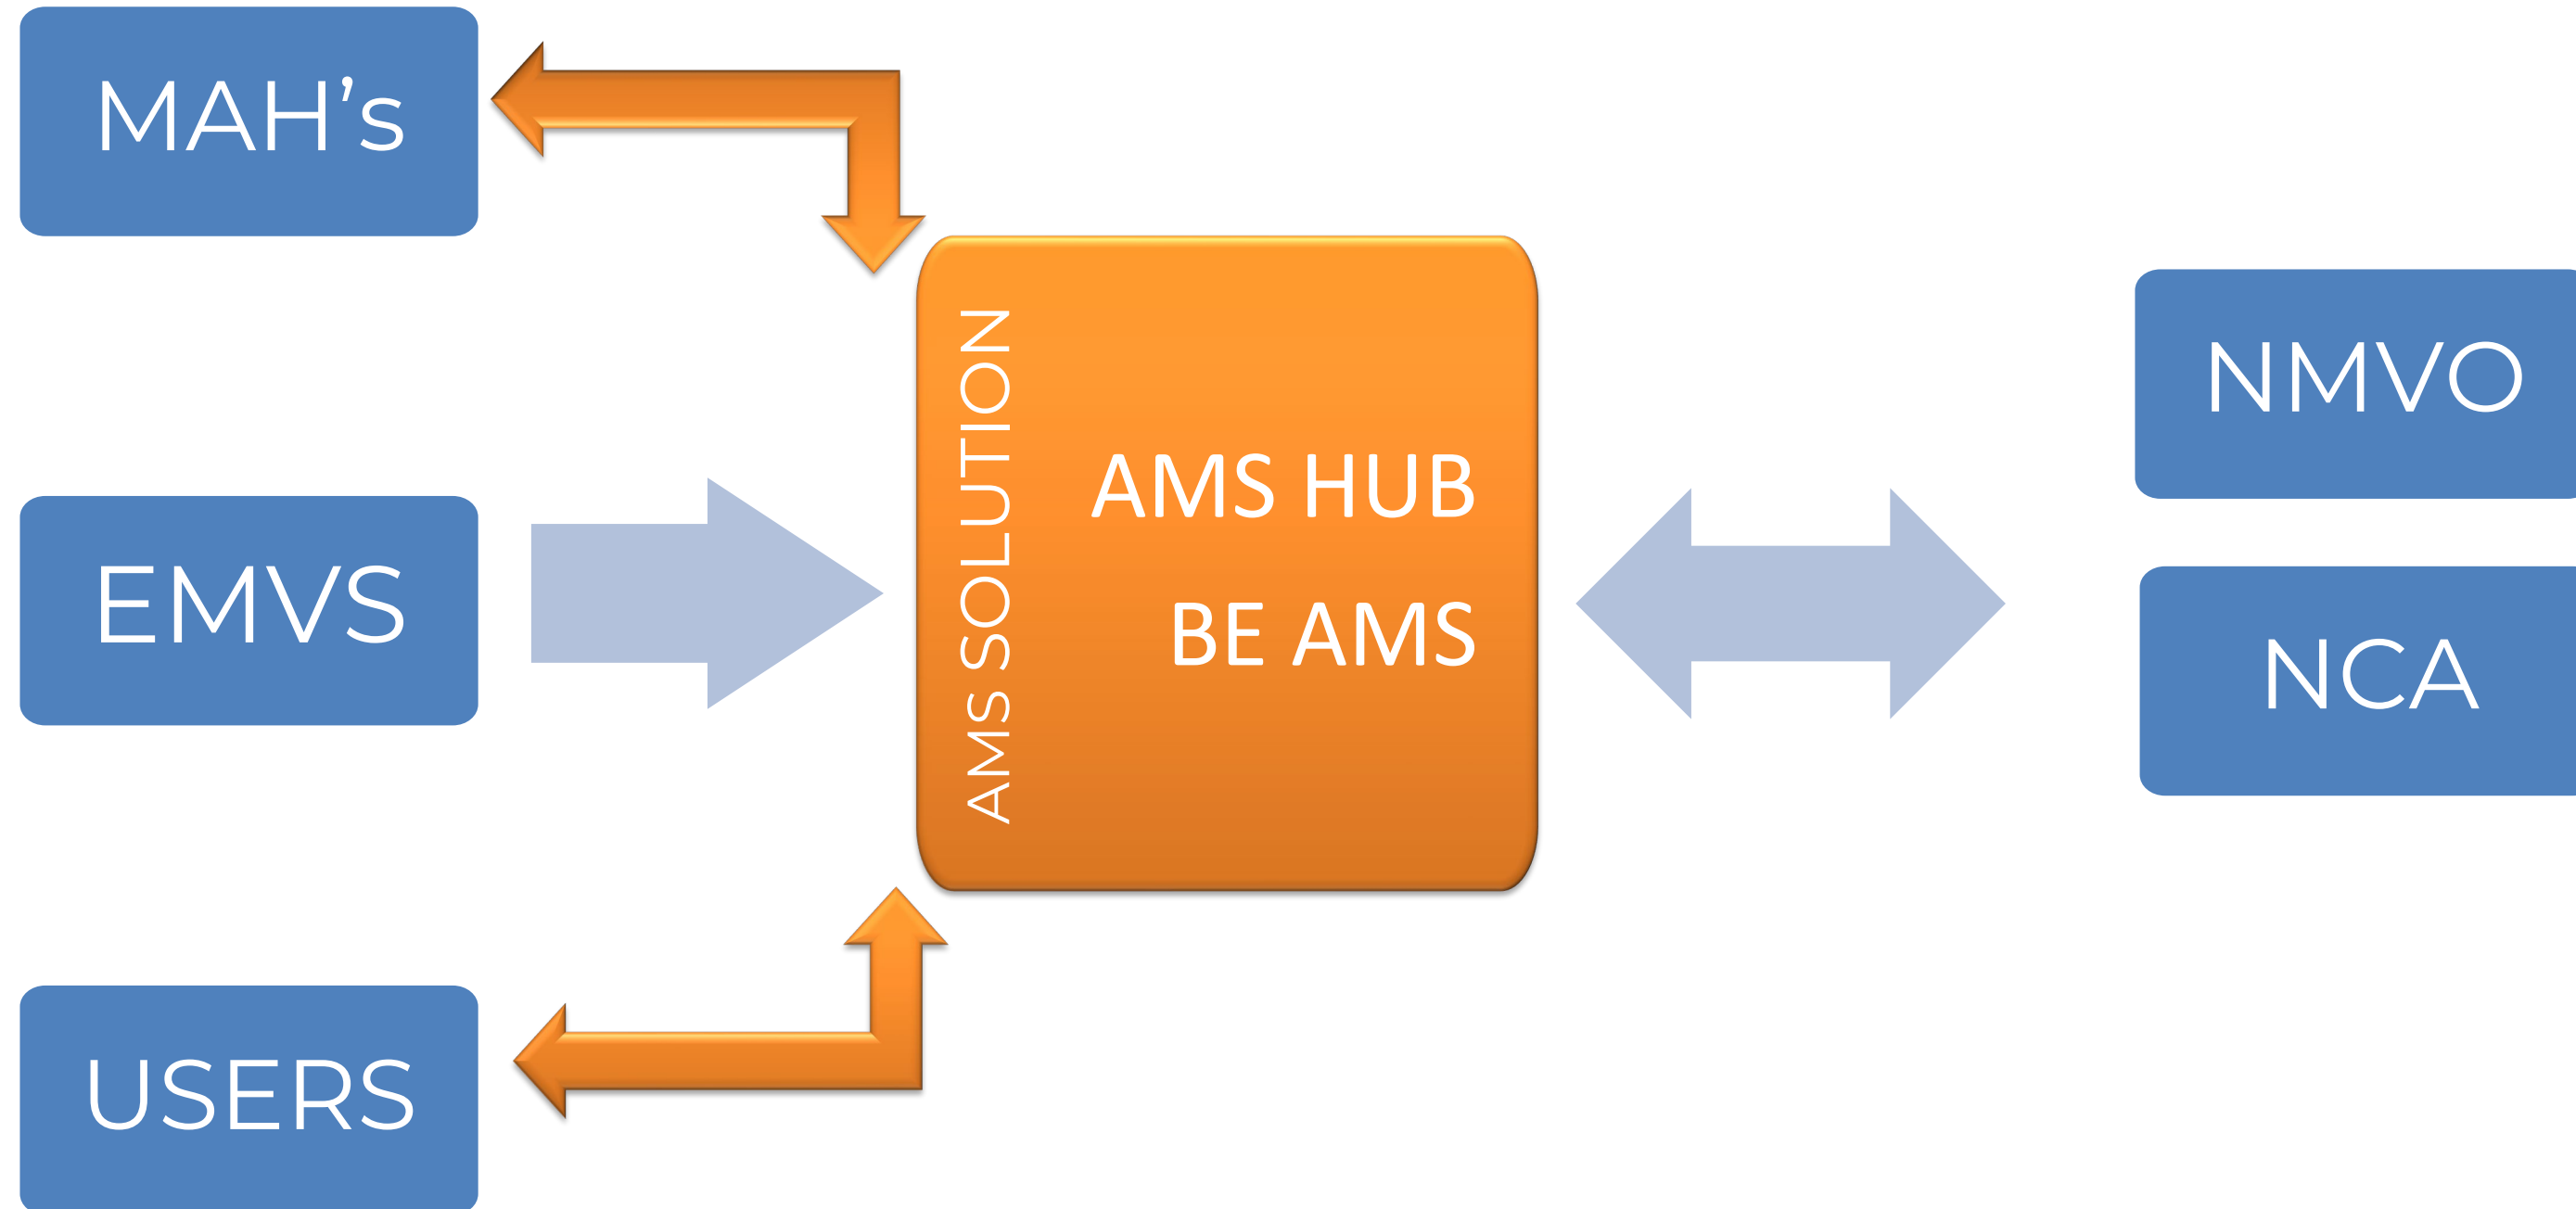 MAH’s
EMVS
USERS
AMS SOLUTION
AMS HUB
BE AMS
NMVO
NCA